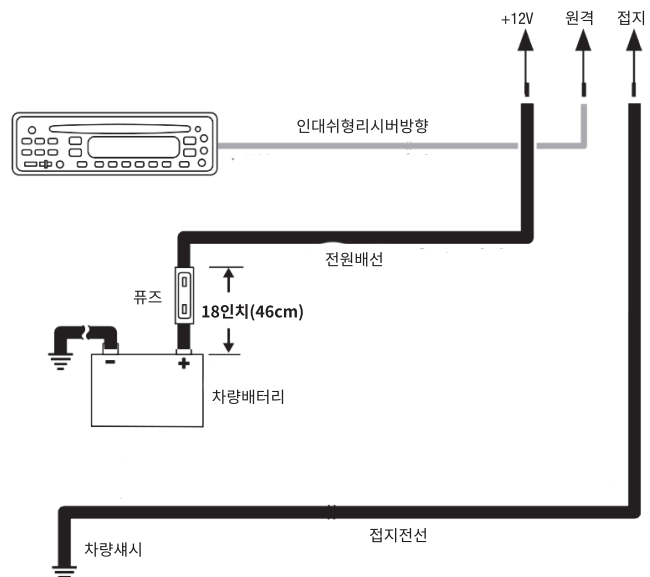 +12V 원격 접지
인대쉬형리시버방향
전원배선
퓨즈
18인치(46cm)
차량배터리
접지전선
차량섀시